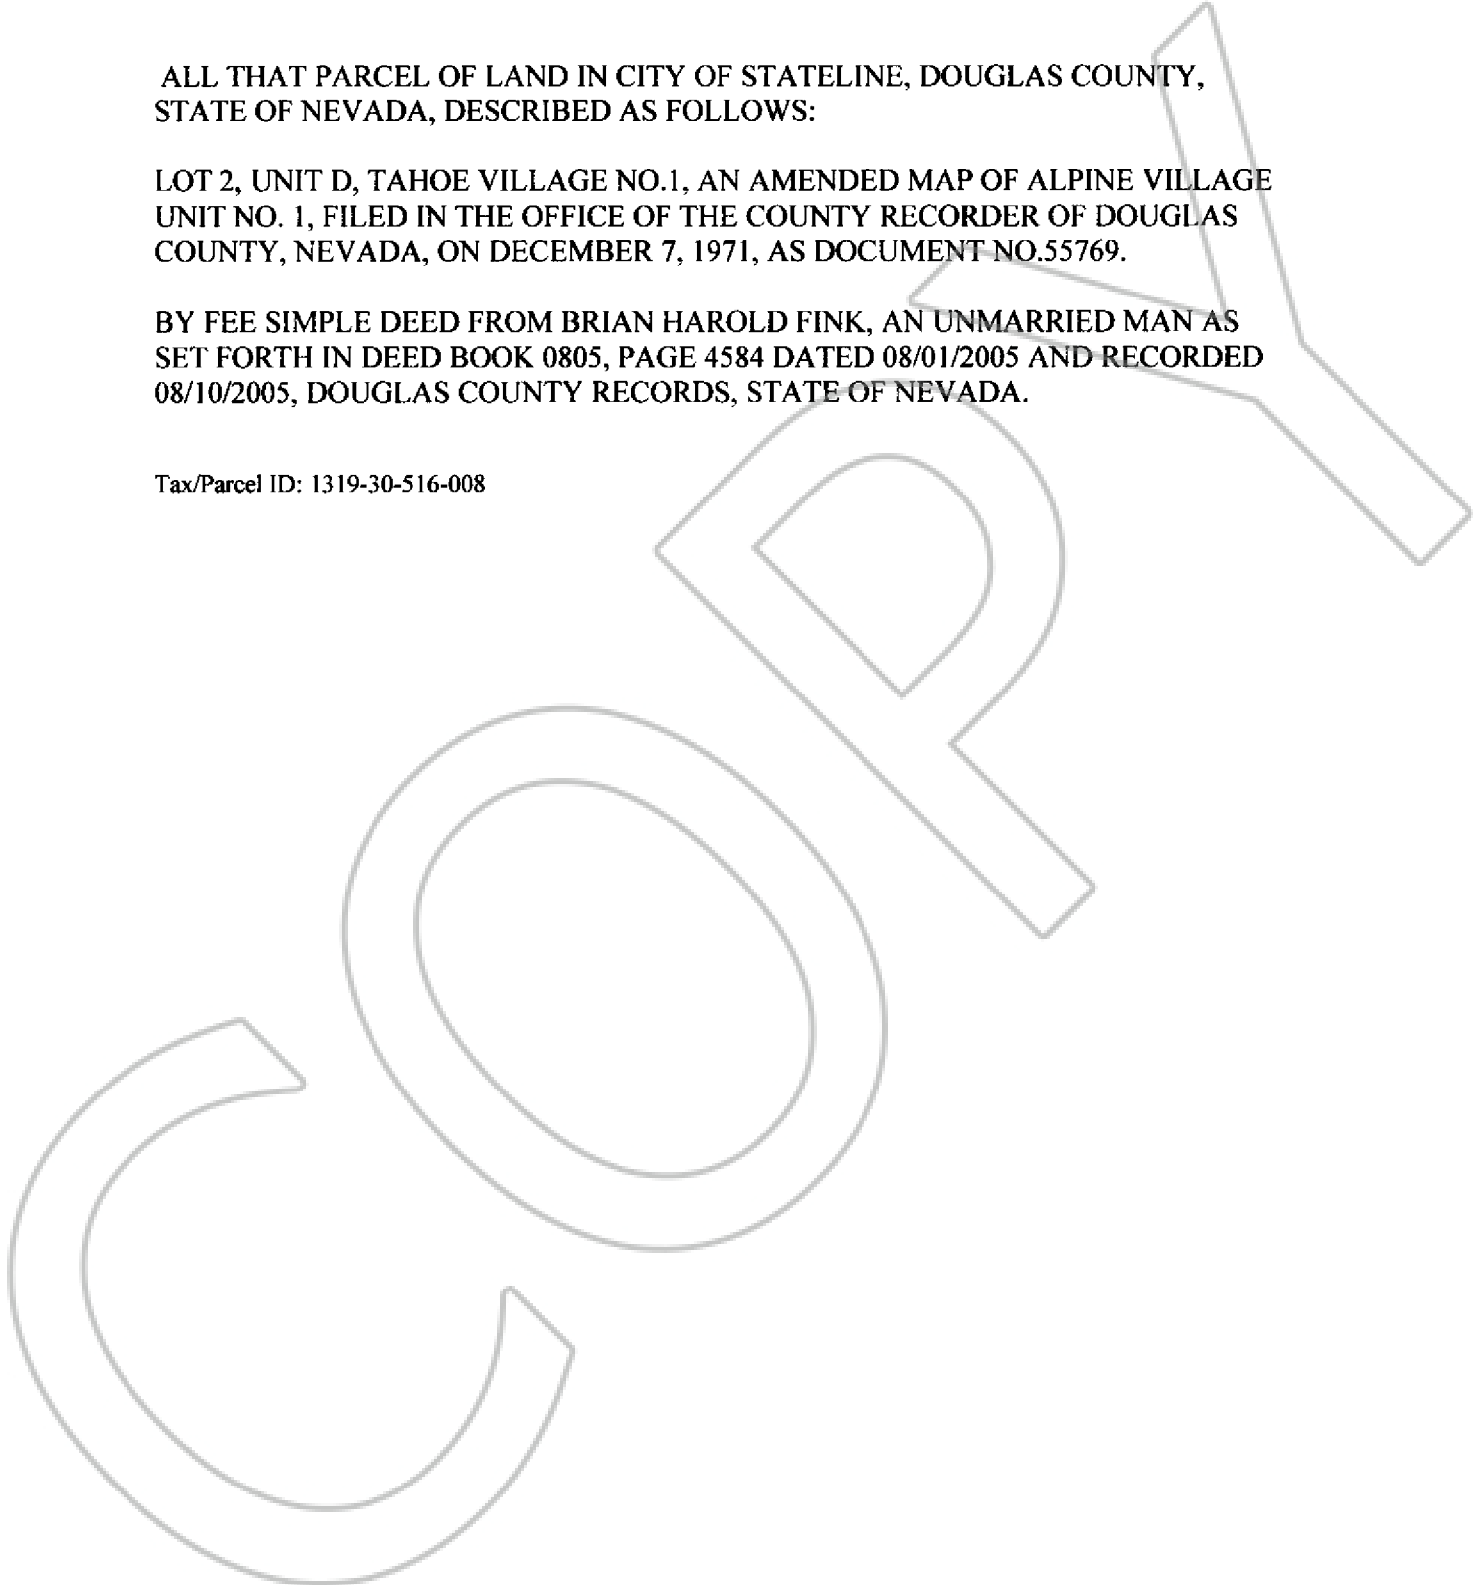 ALL THAT PARCEL OF LAND IN CITY OF STATELINE, DOUGLAS COUNTY,
STATE OF NEVADA, DESCRIBED AS FOLLOWS:
LOT 2, UNIT D, TAHOE VILLAGE NO.1, AN AMENDED MAP OF ALPINE VILLAGE
UNIT NO. 1, FILED IN THE OFFICE OF THE COUNTY RECORDER OF DOUGLAS
COUNTY, NEVADA, ON DECEMBER 7, 1971, AS DOCUMENT NO.55769.
BY FEE SIMPLE DEED FROM BRIAN HAROLD FINK, AN UNMARRIED MAN AS
SET FORTH IN DEED BOOK 0805, PAGE 4584 DATED 08/01/2005 AND RECORDED
08/10/2005, DOUGLAS COUNTY RECORDS, STATE OF NEVADA.
Tax/Parcel ID: 1319-30-516-008
COPY